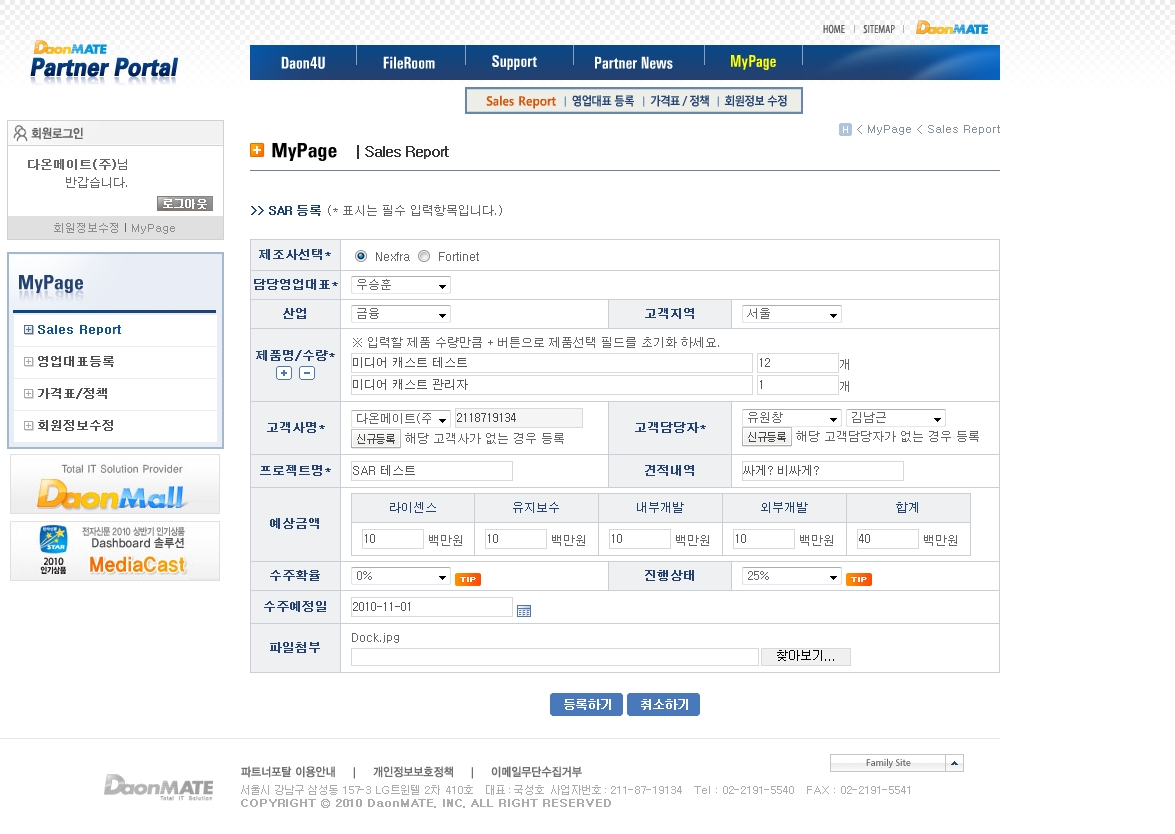 HOME | SITEMAP | DaonMATE
DaonMATE
Partner Portal
Daon4U FileRoom Support Partner News MyPage
Sales Report | 영업대표 등록 | 가격표 / 정책 | 회원정보 수정
H < MyPage < Sales Report
회원로그인
다온메이트(주)님
반갑습니다.
로그아웃
회원정보수정 l MyPage
MyPage
Sales Report
영업대표등록
가격표/정책
회원정보수정
Total IT Solution Provider
DaonMall
전자신문 2010 상반기 인기상품
Dashboard 솔루션
STAR
2010
인기상품
MediaCast
MyPage | Sales Report
>> SAR 등록 (* 표시는 필수 입력항목입니다.)
제조사선택* Nexfra Fortinet
담당영업대표* 우승훈
산업 금융 고객지역 서울
제품명/수량* ※ 입력할 제품 수량만큼 + 버튼으로 제품선택 필드를 초기화 하세요.
미디어 캐스트 테스트 12 개
미디어 캐스트 관리자 1 개
고객사명* 다온메이트(주 2118719134 고객담당자* 유원창 김남근
신규등록 해당 고객사가 없는 경우 등록 신규등록 해당 고객담당자가 없는 경우 등록
프로젝트명* SAR 테스트 견적내역 싸게? 비싸게?
예상금액 라이센스 유지보수 내부개발 외부개발 합계
10 백만원 10 백만원 10 백만원 10 백만원 40 백만원
수주확율 0% TIP 진행상태 25% TIP
수주예정일 2010-11-01
파일첨부 Dock.jpg
찾아보기...
등록하기 취소하기
DaonMATE
Total IT Solution
파트너포탈 이용안내 | 개인정보보호정책 | 이메일무단수집거부
Family Site
서울시 강남구 삼성동 157-3 LG트윈텔 2차 410호 대표 : 국성호 사업자번호 : 211-87-19134 Tel : 02-2191-5540 FAX : 02-2191-5541
COPYRIGHT © 2010 DaonMATE, INC, ALL RIGHT RESERVED